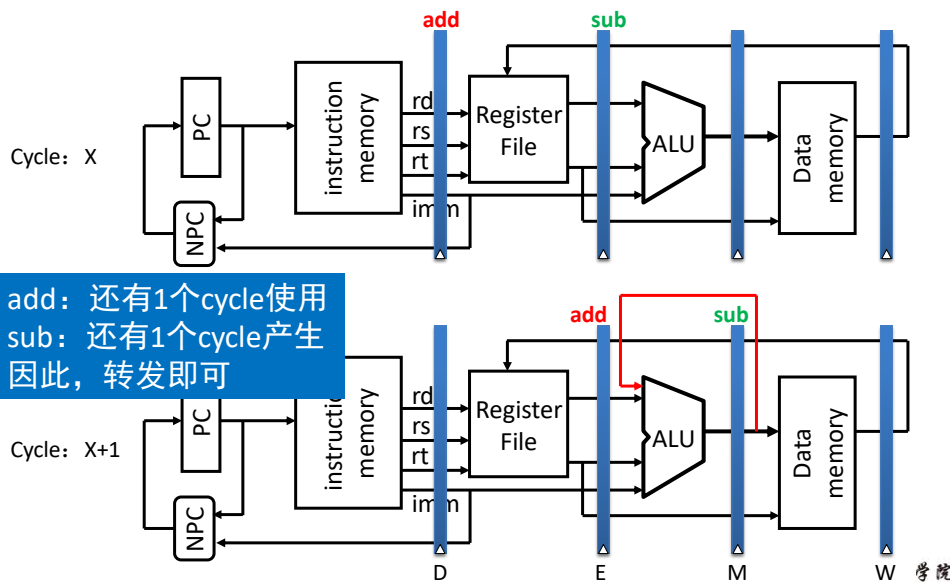 add
sub
Cycle：X
PC
NPC
instruction
memory
rd
rs
rt
imm
Register
File
ALU
Data
memory
add：还有1个cycle使用
sub：还有1个cycle产生
因此，转发即可
add
sub
Cycle：X+1
PC
NPC
instruction
memory
rd
rs
rt
imm
Register
File
ALU
Data
memory
D
E
M
W
学院